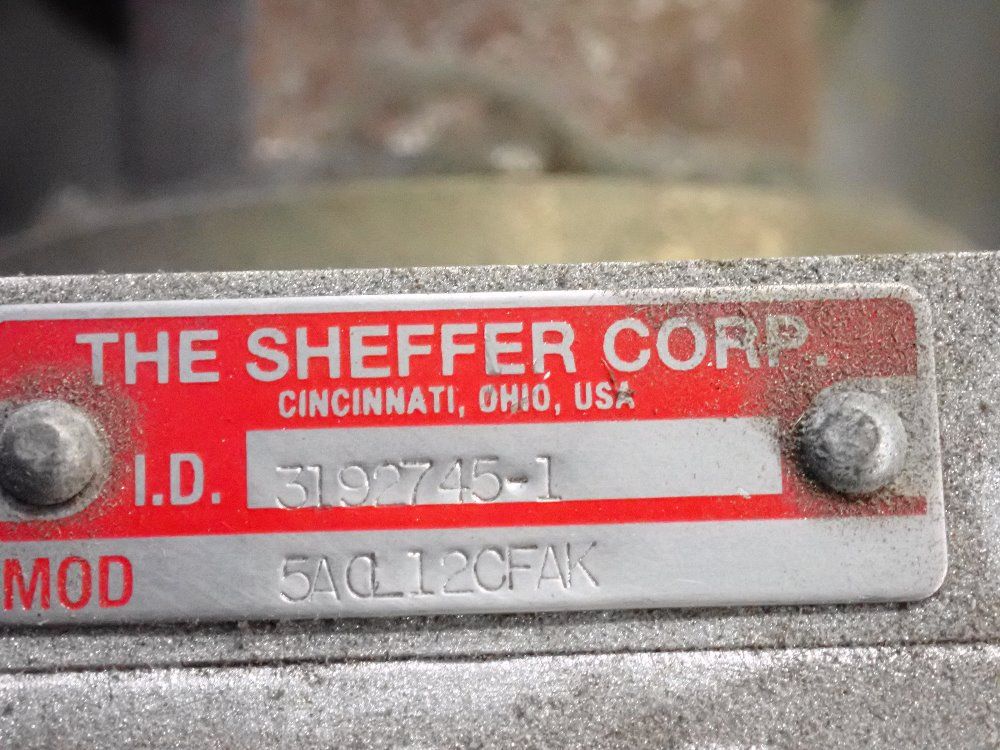 THE SHEFFER CORP.
CINCINNATI, OHIO, USA
I.D. 3192745-1
MOD 5ACL12CFAK